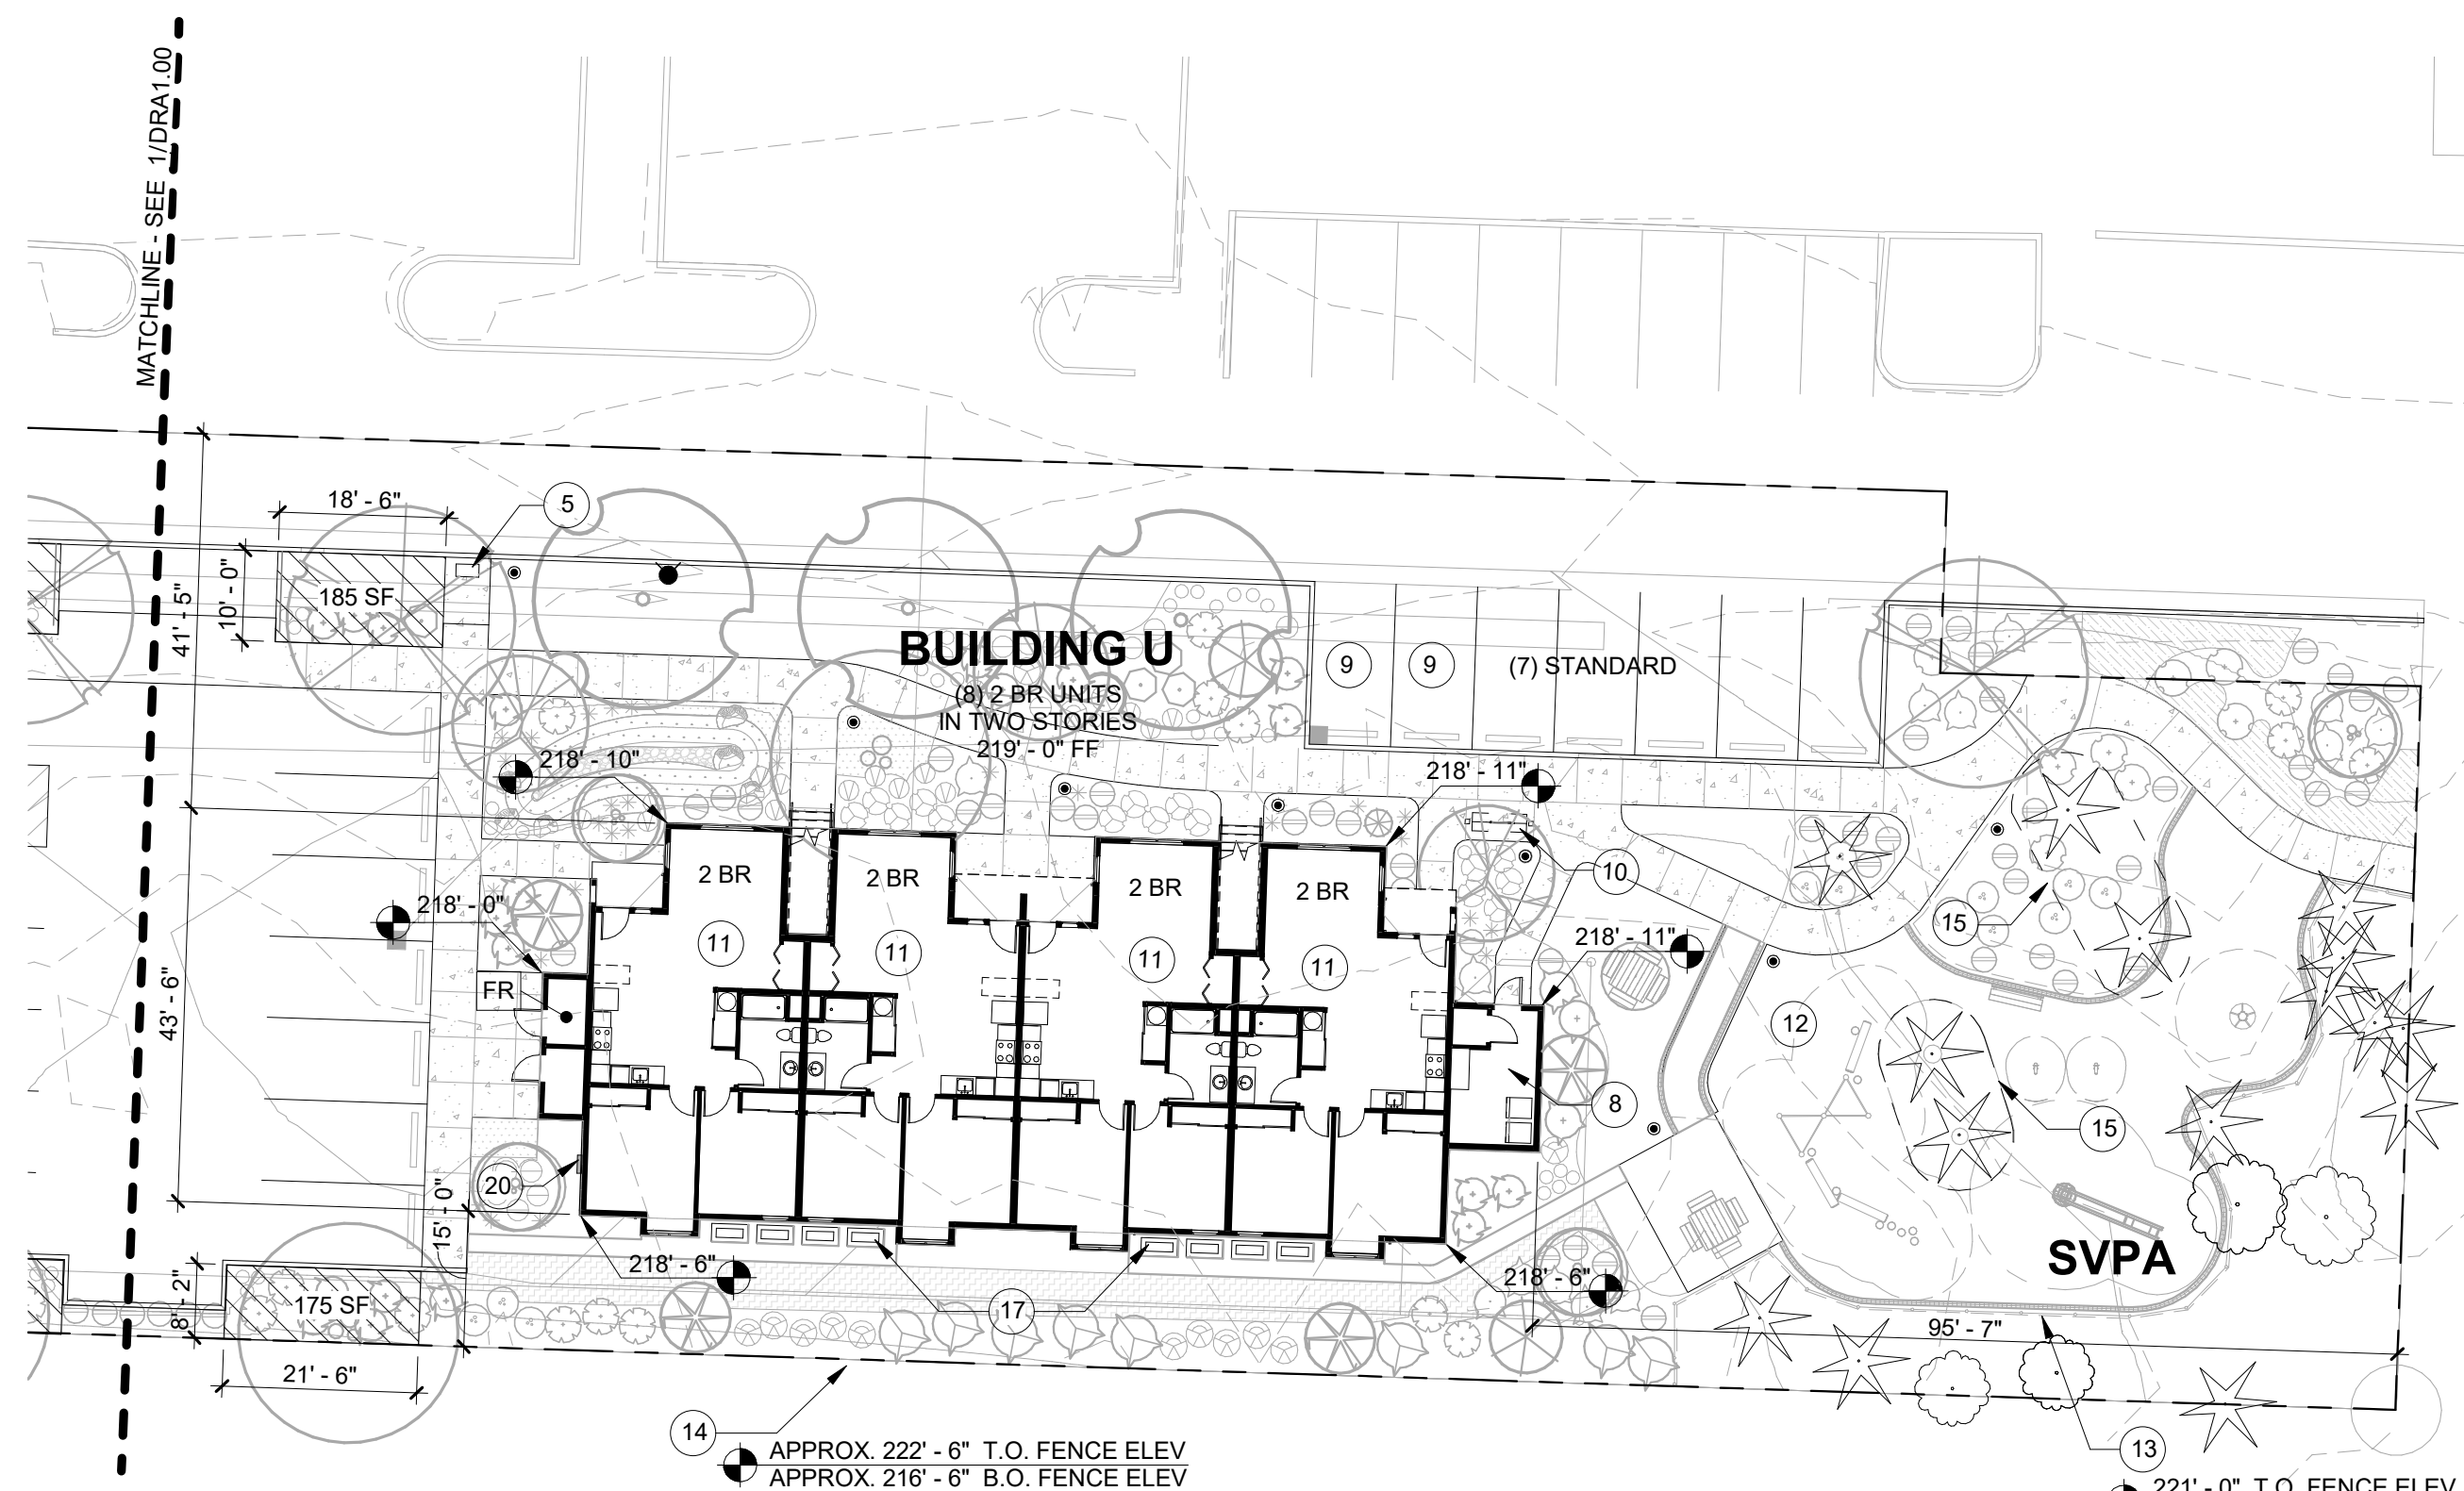 MATCHLINE - SEE 1/DRA1.00
18' - 6"
5
10' - 0"
41' - 5"
185 SF
BUILDING U
(8) 2 BR UNITS
IN TWO STORIES
219' - 0" FF
9
9
(7) STANDARD
218' - 10"
218' - 11"
2 BR
2 BR
2 BR
2 BR
10
218' - 0"
15
11
11
11
11
218' - 11"
FR
12
43' - 6"
8
15
20
15' - 0"
SVPA
218' - 6"
218' - 6"
8' - 2"
175 SF
17
95' - 7"
21' - 6"
14
APPROX. 222' - 6" T.O. FENCE ELEV
APPROX. 216' - 6" B.O. FENCE ELEV
13
221' - 0" T.O. FENCE ELEV